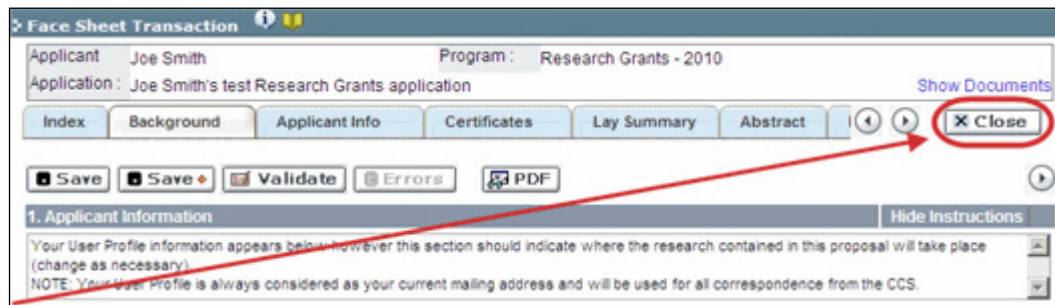 Face Sheet Transaction
Applicant Joe Smith Program : Research Grants - 2010
Application : Joe Smith's test Research Grants application Show Documents
Index Background Applicant Info Certificates Lay Summary Abstract Close
Save Save Validate Errors PDF
1. Applicant Information Hide Instructions
Your User Profile information appears below however this section should indicate where the research contained in this proposal will take place
(change as necessary)
NOTE: Your User Profile is always considered as your current mailing address and will be used for all correspondence from the CCS.